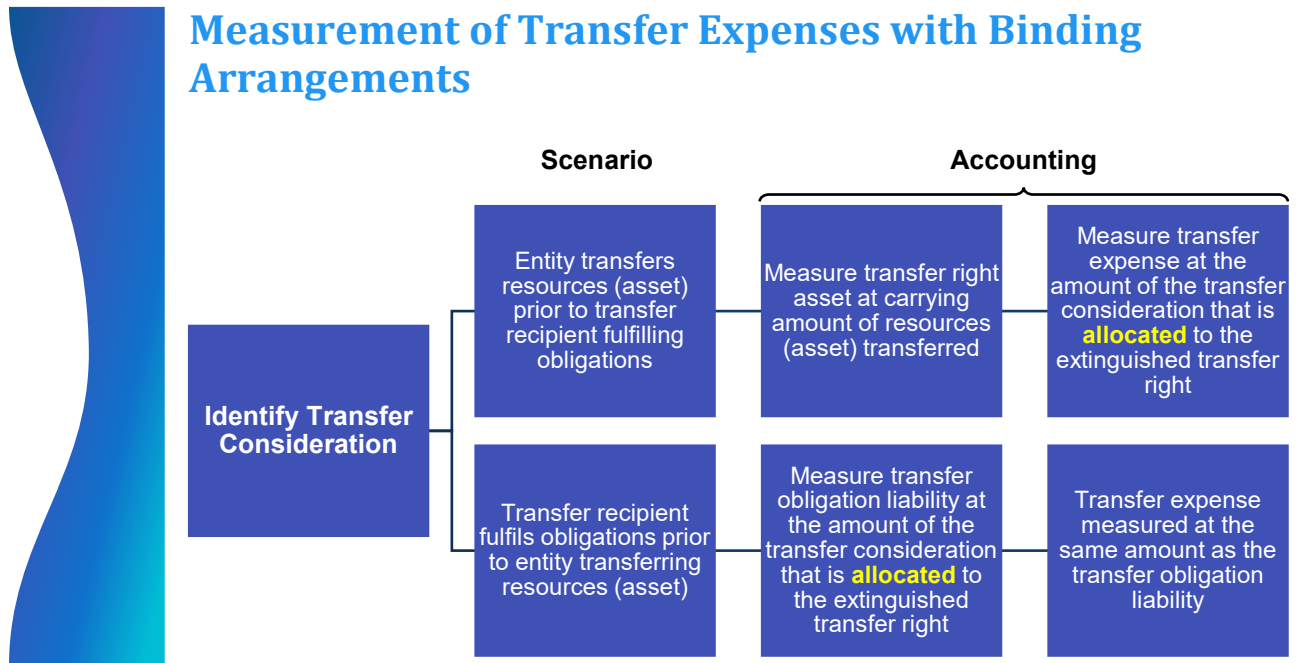 Measurement of Transfer Expenses with Binding
Arrangements
Scenario
Accounting
Identify Transfer
Consideration
Entity transfers
resources (asset)
prior to transfer
recipient fulfilling
obligations
Measure transfer right
asset at carrying
amount of resources
(asset) transferred
Measure transfer
expense at the
amount of the transfer
consideration that is
allocated to the
extinguished transfer
right
Transfer recipient
fulfils obligations prior
to entity transferring
resources (asset)
Measure transfer
obligation liability at
the amount of the
transfer consideration
that is allocated to
the extinguished
transfer right
Transfer expense
measured at the
same amount as the
transfer obligation
liability